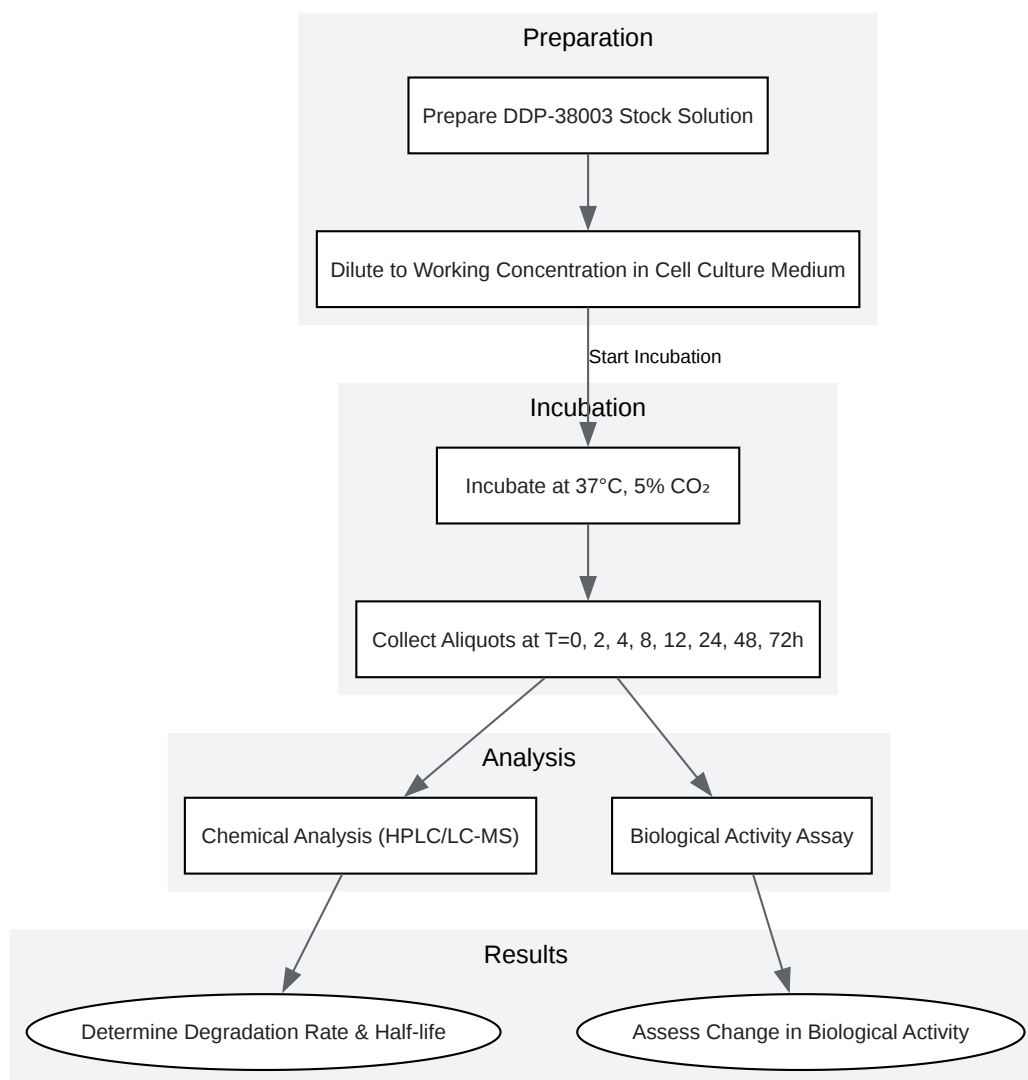 Preparation
Prepare DDP-38003 Stock Solution
Dilute to Working Concentration in Cell Culture Medium
Start Incubation
Incubation
Incubate at 37°C, 5% CO₂
Collect Aliquots at T=0, 2, 4, 8, 12, 24, 48, 72h
Analysis
Chemical Analysis (HPLC/LC-MS)
Biological Activity Assay
Results
Determine Degradation Rate & Half-life
Assess Change in Biological Activity